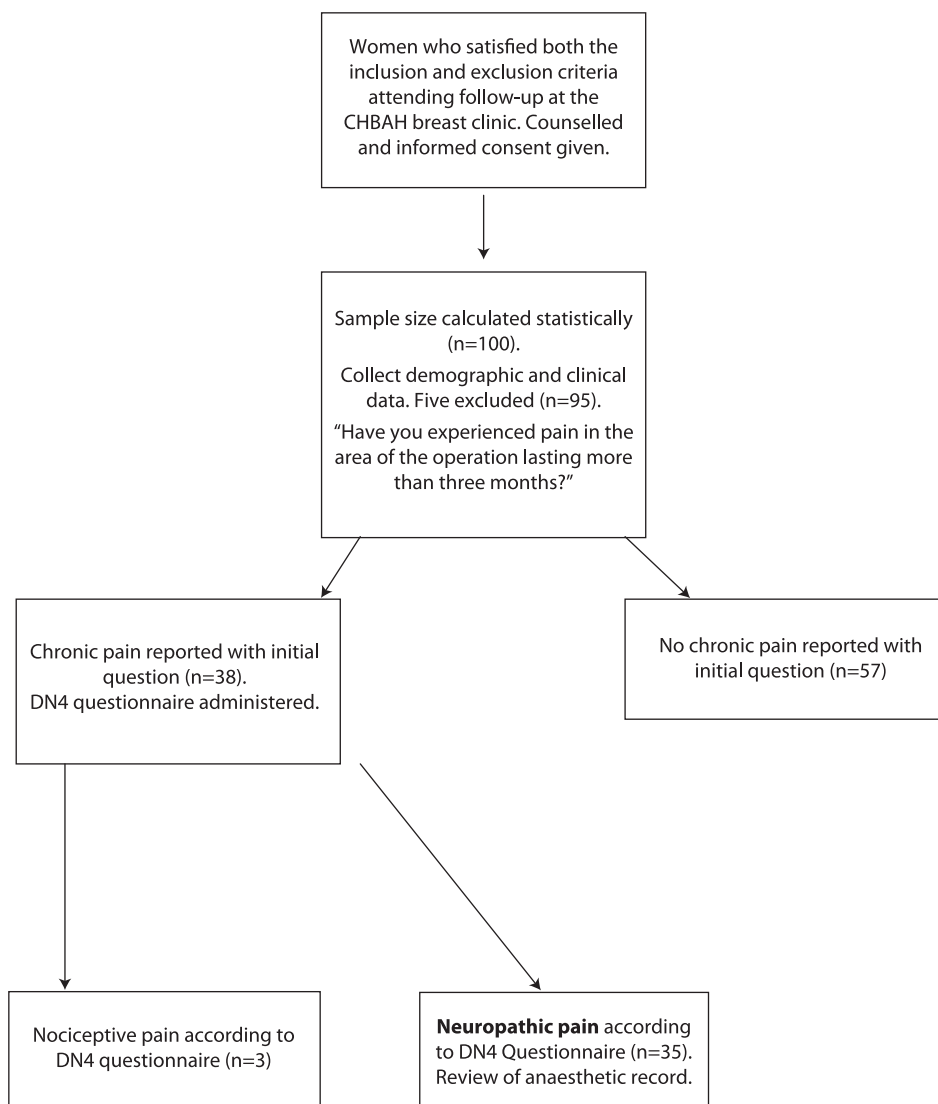 Women who satisfied both the
inclusion and exclusion criteria
attending follow-up at the
CHBAH breast clinic. Counselled
and informed consent given.
Sample size calculated statistically
(n=100).
Collect demographic and clinical
data. Five excluded (n=95).
“Have you experienced pain in the
area of the operation lasting more
than three months?”
Chronic pain reported with initial
question (n=38).
DN4 questionnaire administered.
No chronic pain reported with
initial question (n=57)
Nociceptive pain according to
DN4 questionnaire (n=3)
Neuropathic pain according
to DN4 Questionnaire (n=35).
Review of anaesthetic record.